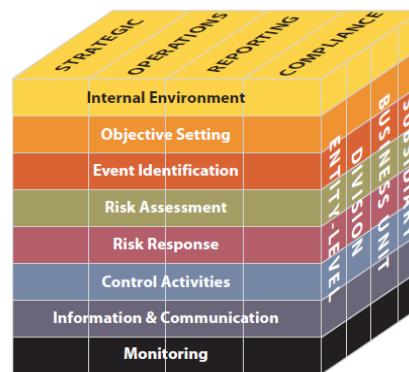 STRATEGIC
OPERATIONS
REPORTING
COMPLIANCE
Internal Environment
Objective Setting
Event Identification
Risk Assessment
Risk Response
Control Activities
Information & Communication
Monitoring
ENTITY-LEVEL
DIVISION
BUSINESS UNIT
SUBSIDIARY